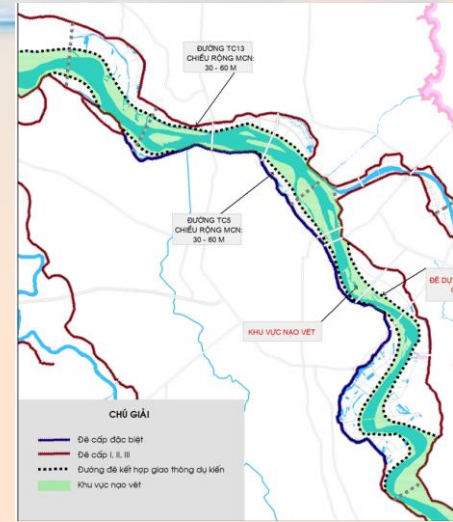 ĐƯỜNG TC13
CHIỀU RỘNG MCN:
30 - 60 M
ĐƯỜNG TC5
CHIỀU RỘNG MCN:
30 - 60 M
KHU VỰC NẠO VÉT
CHÚ GIẢI
Đê cấp đặc biệt
Đê cấp I, II, III
Đường đê kết hợp giao thông dự kiến
Khu vực nạo vét